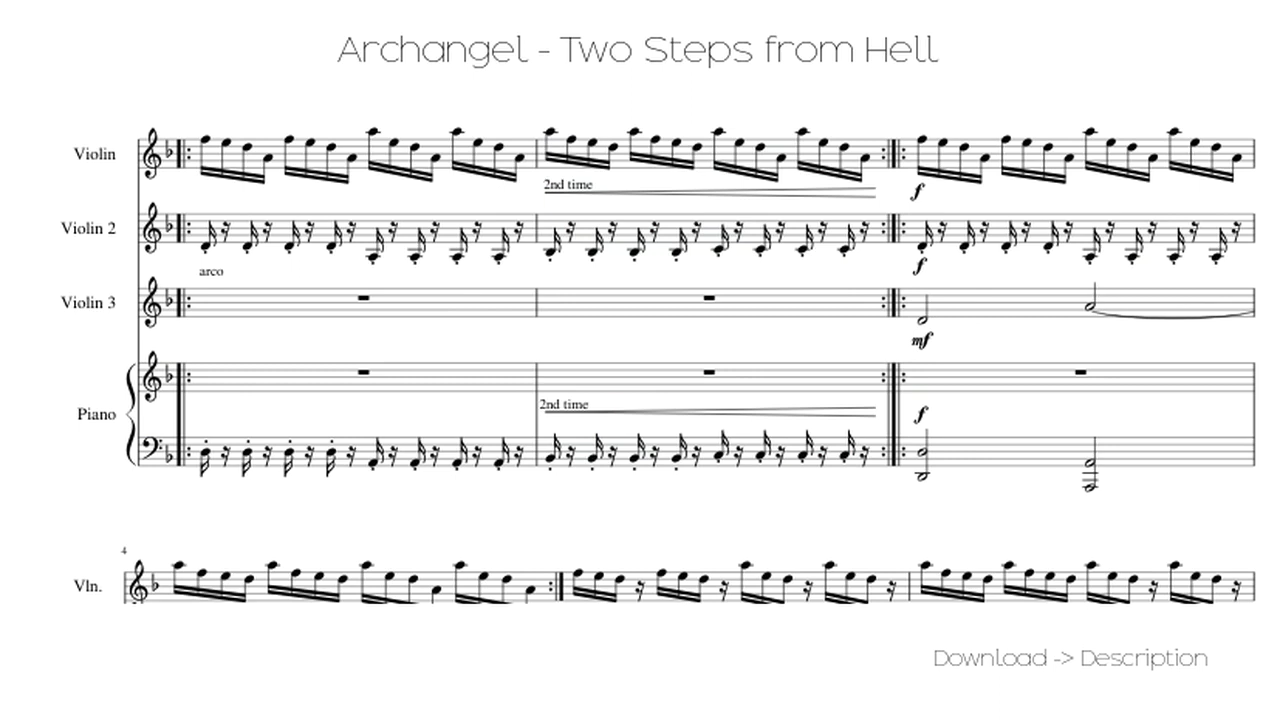 Archangel - Two Steps from Hell
Violin
2nd time
f
Violin 2
f
arco
Violin 3
mf
Piano
2nd time
f
4
Vln.
Download -> Description